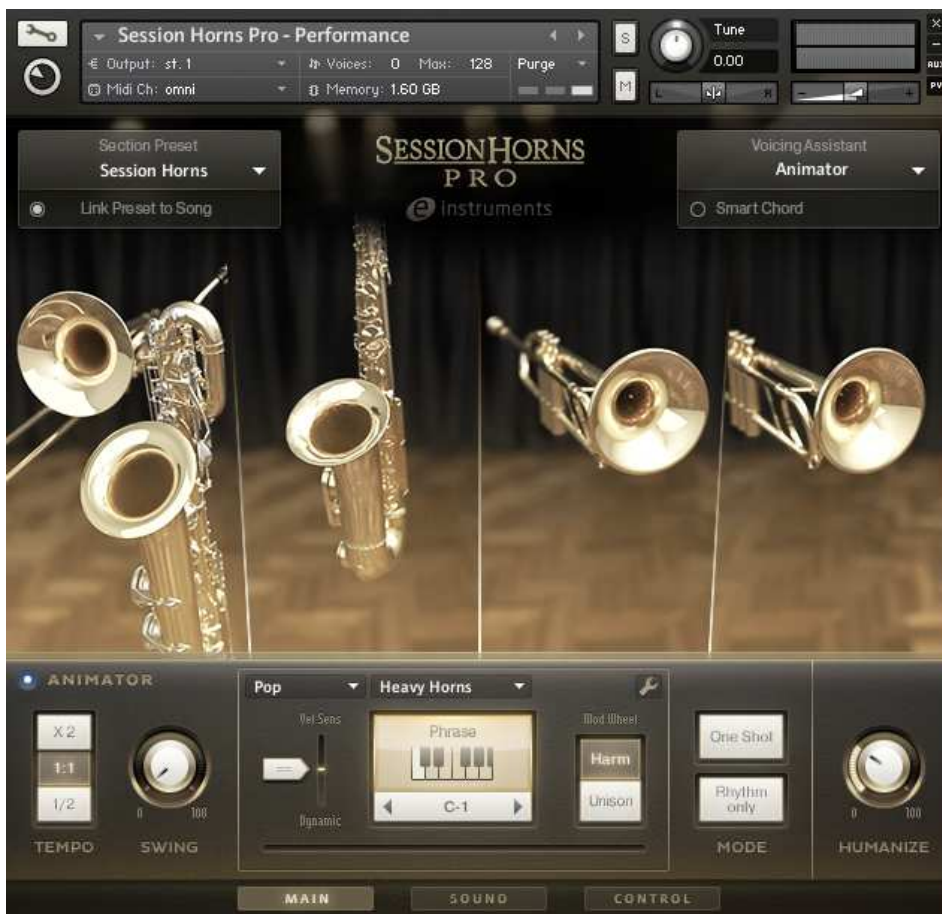 Session Horns Pro - Performance
Output: st. 1
Voices: 0 Max: 128 Purge
Midi Ch: omni
Memory: 1.60 GB
S
M
Tune
0.00
L R
- +
×
-
AUX
PV
Section Preset
Session Horns
Link Preset to Song
SESSIONHORNS
PRO
e instruments
Voicing Assistant
Animator
Smart Chord
ANIMATOR
X 2
1:1
1/2
TEMPO
0 100
SWING
Pop
Heavy Horns
Vel Sens
Dynamic
Phrase
C-1
Mod Wheel
Harm
Unison
One Shot
Rhythm
only
MODE
0 100
HUMANIZE
MAIN SOUND CONTROL